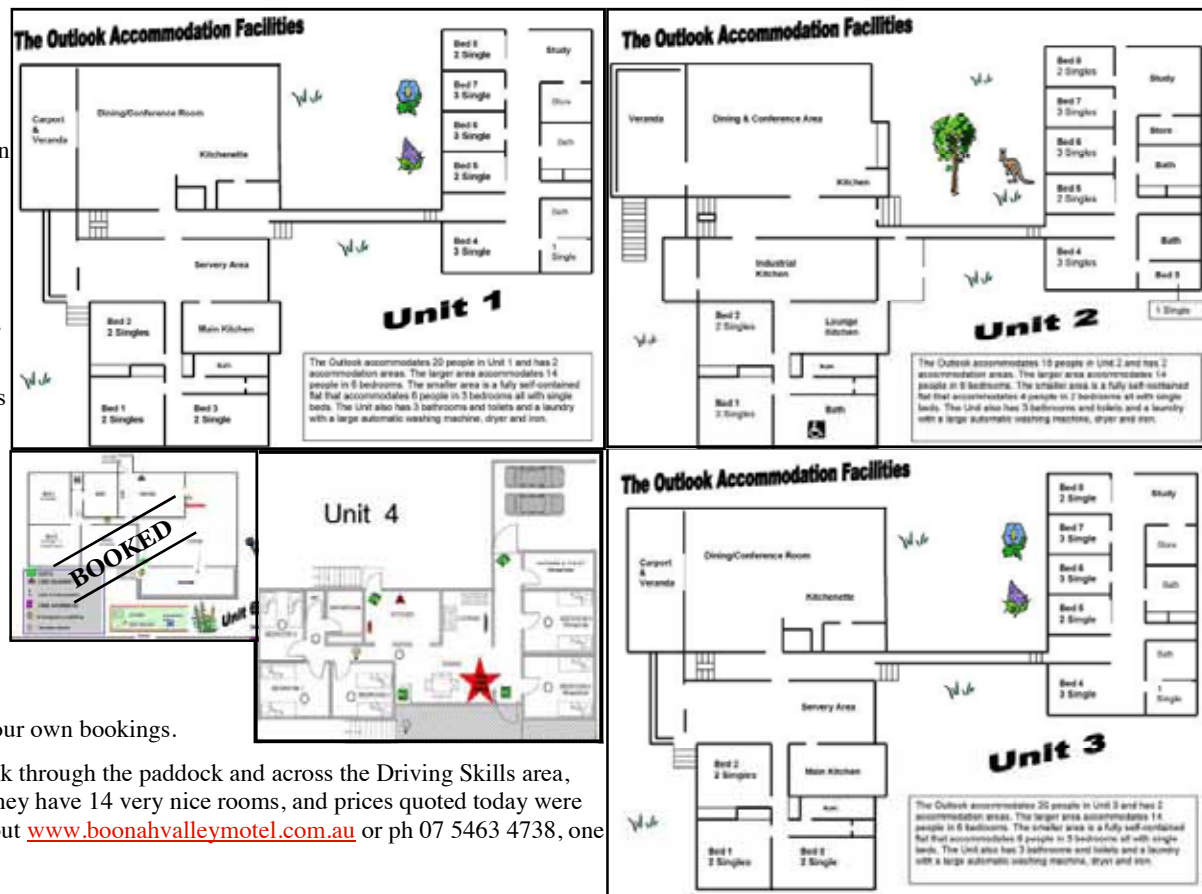 The Outlook Accommodation Facilities
Carport
&
Veranda
Dining/Conference Room
Kitchenette
Bed 8
2 Single
Bed 7
3 Single
Bed 6
3 Single
Bed 5
2 Single
Bed 4
3 Single
Study
Store
Bath
Bath
1
Single
Servery Area
Main Kitchen
Bath
Bed 2
2 Singles
Bed 1
2 Singles
Bed 3
2 Single
Unit 1
The Outlook accommodates 20 people in Unit 1 and has 2
accommodation areas. The larger area accommodates 14
people in 6 bedrooms. The smaller area is a fully self-contained
flat that accommodates 6 people in 3 bedrooms all with single
beds. The Unit also has 3 bathrooms and toilets and a laundry
with a large automatic washing machine, dryer and iron.
The Outlook Accommodation Facilities
Veranda
Dining & Conference Area
Kitchen
Bed 8
2 Singles
Bed 7
3 Singles
Bed 6
3 Singles
Bed 5
2 Singles
Bed 4
3 Singles
Study
Store
Bath
Bath
Bed 3
1 Single
Industrial
Kitchen
Lounge
Kitchen
Bed 2
2 Singles
Bed 1
2 Singles
Bath
Unit 2
The Outlook accommodates 18 people in Unit 2 and has 2
accommodation areas. The larger area accommodates 14
people in 6 bedrooms. The smaller area is a fully self-contained
flat that accommodates 4 people in 2 bedrooms all with single
beds. The Unit also has 3 bathrooms and toilets and a laundry
with a large automatic washing machine, dryer and iron.
BOOKED
Unit 6
Unit 4
The Outlook Accommodation Facilities
Carport
&
Veranda
Dining/Conference Room
Kitchenette
Bed 8
2 Single
Bed 7
3 Single
Bed 6
3 Single
Bed 5
2 Single
Bed 4
3 Single
Study
Store
Bath
Bath
1
Single
Servery Area
Main Kitchen
Bath
Bed 2
2 Singles
Bed 1
2 Singles
Bed 3
2 Single
Unit 3
The Outlook accommodates 20 people in Unit 3 and has 2
accommodation areas. The larger area accommodates 14
people in 6 bedrooms. The smaller area is a fully self-contained
flat that accommodates 6 people in 3 bedrooms all with single
beds. The Unit also has 3 bathrooms and toilets and a laundry
with a large automatic washing machine, dryer and iron.
our own bookings.
k through the paddock and across the Driving Skills area,
hey have 14 very nice rooms, and prices quoted today were
out www.boonahvalleymotel.com.au or ph 07 5463 4738, one